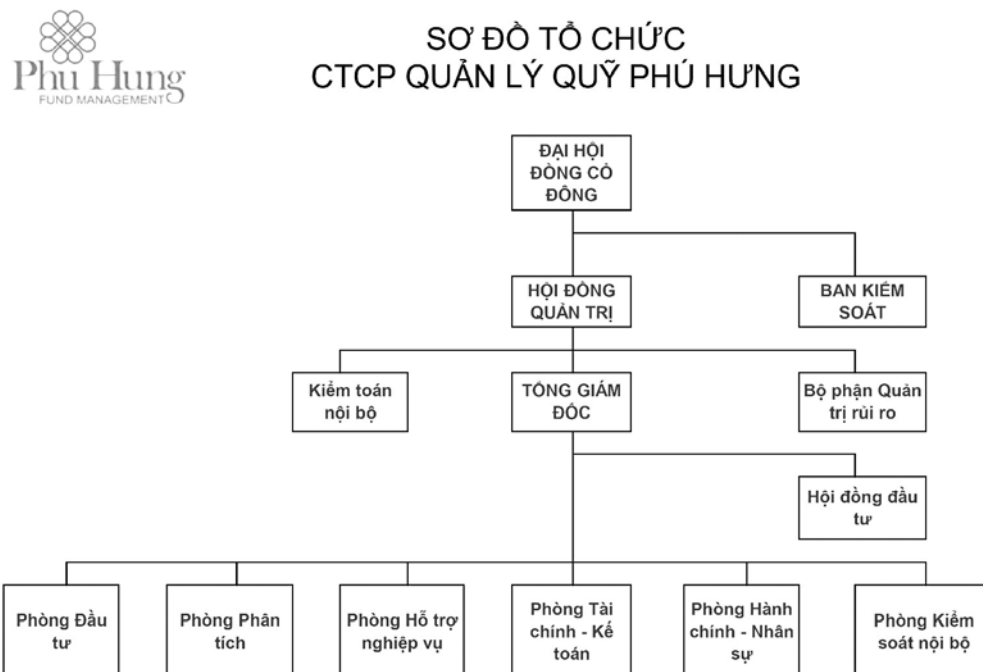 Phu Hung
FUND MANAGEMENT
SƠ ĐỒ TỔ CHỨC
CTCP QUẢN LÝ QUỸ PHÚ HƯNG
ĐẠI HỘI
ĐỒNG CỔ
ĐÔNG
HỘI ĐỒNG
QUẢN TRỊ
BAN KIỂM
SOÁT
Kiểm toán
nội bộ
TỔNG GIÁM
ĐỐC
Bộ phận Quản
trị rủi ro
Hội đồng đầu
tư
Phòng Đầu
tư
Phòng Phân
tích
Phòng Hỗ trợ
nghiệp vụ
Phòng Tài
chính - Kế
toán
Phòng Hành
chính - Nhân
sự
Phòng Kiểm
soát nội bộ